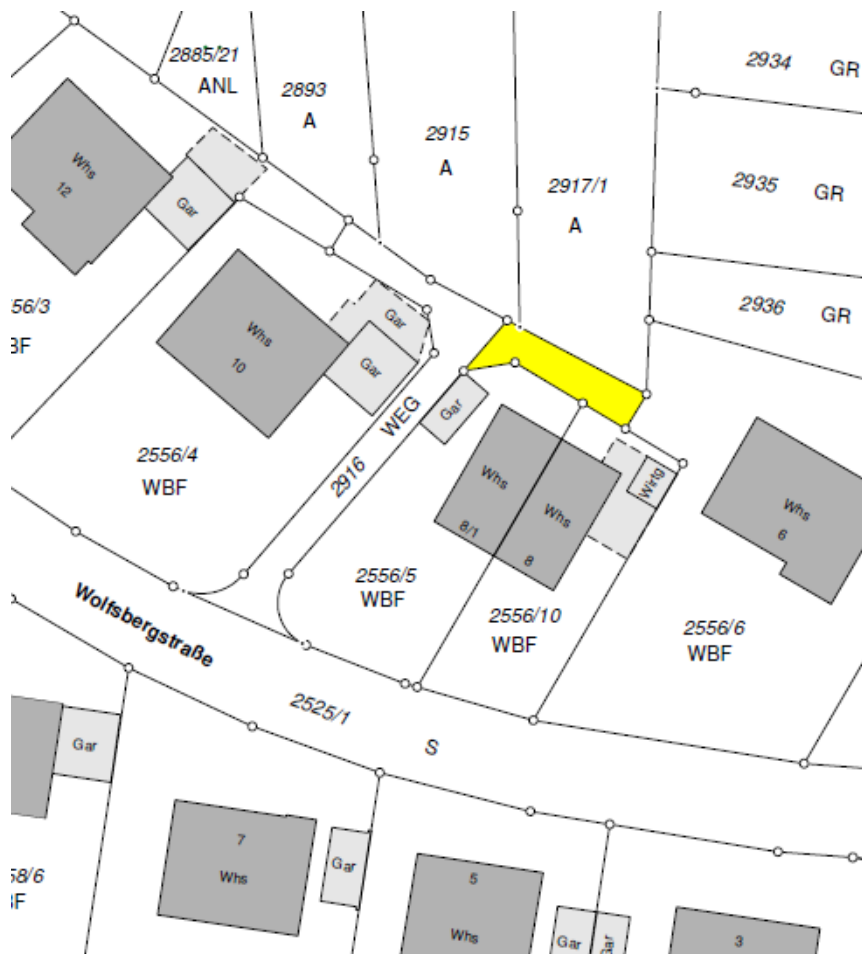 2885/21
ANL
2893
A
2915
A
2917/1
A
2934 GR
2935 GR
2936 GR
Whs
12
Gar
56/3
BF
Whs
10
Gar
Gar
2556/4
WBF
2916 WEG
Gar
Whs
8/1
Whs
8
Wirtg
Whs
6
2556/5
WBF
2556/10
WBF
2556/6
WBF
Wolfsbergstraße
2525/1
S
Gar
58/6
BF
7
Whs
Gar
5
Whs
Gar
Gar
3